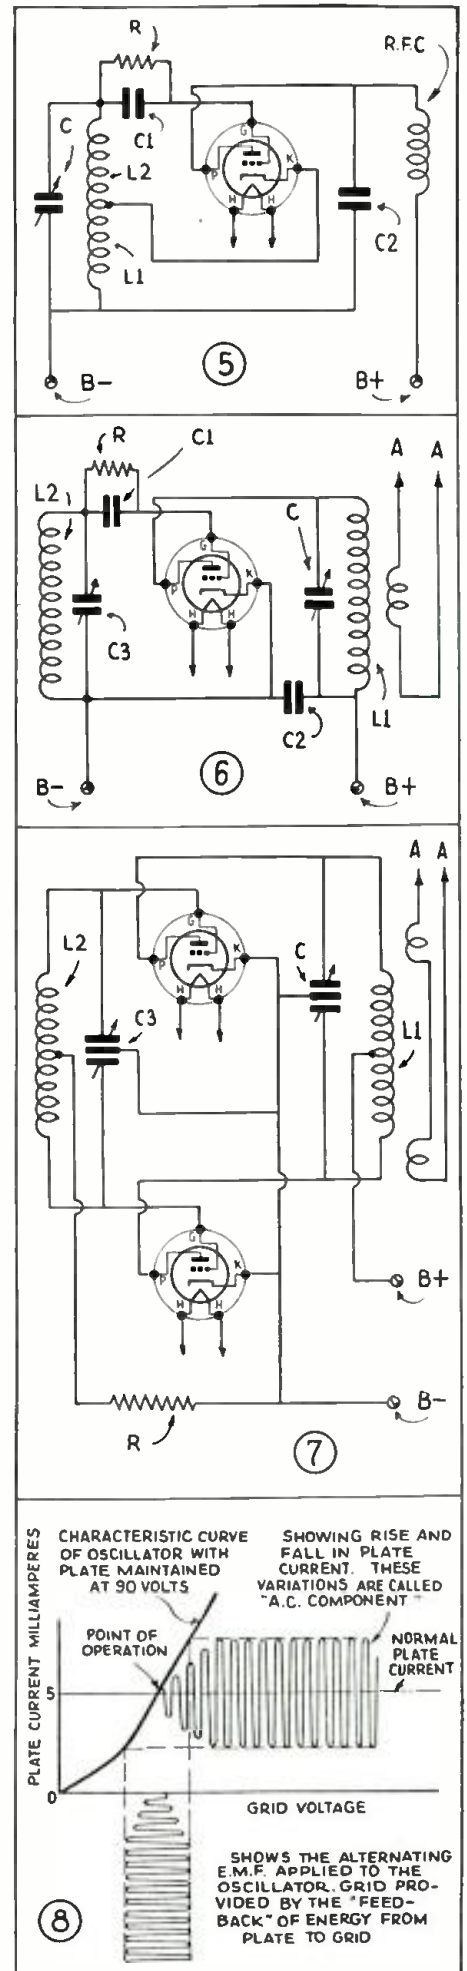 R
R.F.C
C
C1
L2
G
P
K
H H
C2
L1
5
B- B+
R
C1
L2
A A
C
G
P
K
H H
C3
C2
L1
6
B- B+
A A
L2
G
P
K
C
H H
C3
L1
G
P
K
H H
B+
B-
R
7
CHARACTERISTIC CURVE
OF OSCILLATOR WITH
PLATE MAINTAINED
AT 90 VOLTS
SHOWING RISE AND
FALL IN PLATE
CURRENT. THESE
VARIATIONS ARE CALLED
"A.C. COMPONENT"
POINT OF
OPERATION
NORMAL
PLATE
CURRENT
PLATE CURRENT MILLIAMPERES
5
0
GRID VOLTAGE
SHOWS THE ALTERNATING
E.M.F. APPLIED TO THE
OSCILLATOR. GRID PRO-
VIDED BY THE "FEED-
BACK" OF ENERGY FROM
PLATE TO GRID
8